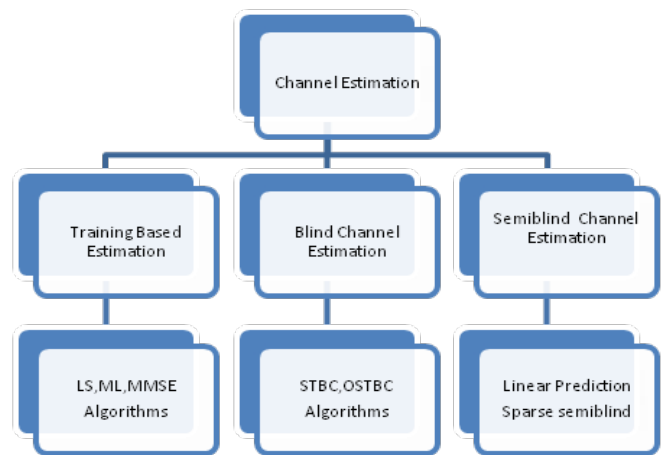 Channel Estimation
Training Based
Estimation
Blind Channel
Estimation
Semiblind Channel
Estimation
LS,ML,MMSE
Algorithms
STBC,OSTBC
Algorithms
Linear Prediction
Sparse semiblind